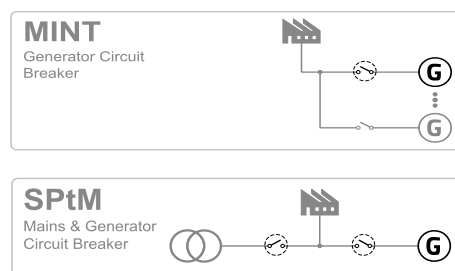 MINT
Generator Circuit
Breaker
G
G
SPtM
Mains & Generator
Circuit Breaker
G